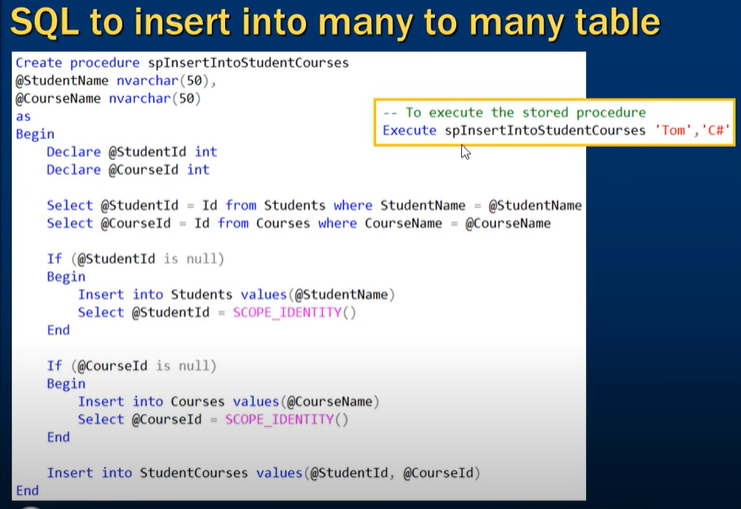 SQL to insert into many to many table
Create procedure spInsertIntoStudentCourses
@StudentName nvarchar(50),
@CourseName nvarchar(50)
as
Begin
Declare @StudentId int
Declare @CourseId int
Select @StudentId = Id from Students where StudentName = @StudentName
Select @CourseId = Id from Courses where CourseName = @CourseName
If (@StudentId is null)
Begin
Insert into Students values(@StudentName)
Select @StudentId = SCOPE_IDENTITY()
End
If (@CourseId is null)
Begin
Insert into Courses values(@CourseName)
Select @CourseId = SCOPE_IDENTITY()
End
Insert into StudentCourses values(@StudentId, @CourseId)
End
-- To execute the stored procedure
Execute spInsertIntoStudentCourses 'Tom','C#'